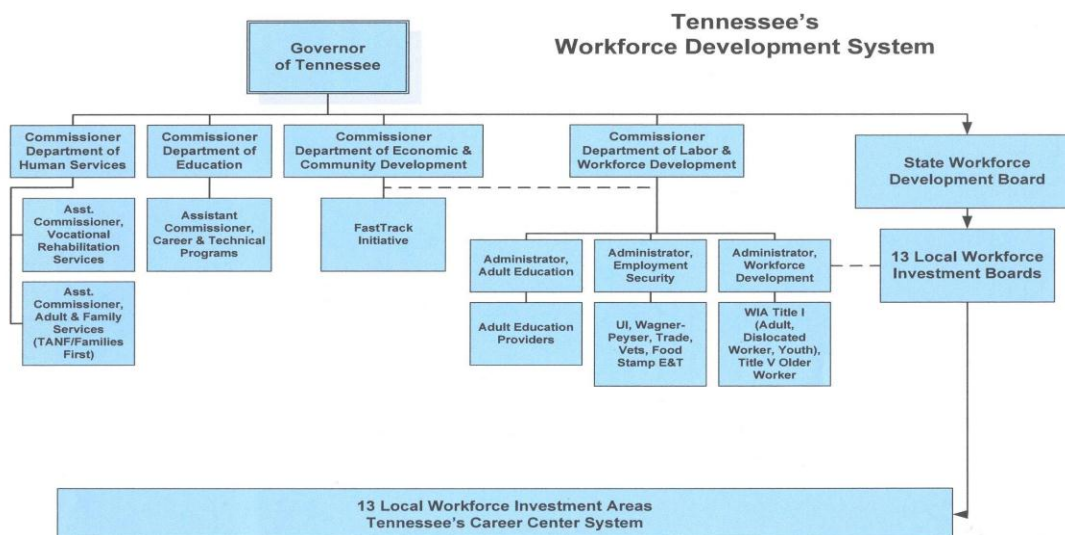 Tennessee's
Workforce Development System
Governor
of Tennessee
Commissioner
Department of
Human Services
Commissioner
Department of
Education
Commissioner
Department of Economic &
Community Development
Commissioner
Department of Labor &
Workforce Development
State Workforce
Development Board
Asst.
Commissioner,
Vocational
Rehabilitation
Services
Assistant
Commissioner,
Career & Technical
Programs
FastTrack
Initiative
Administrator,
Adult Education
Administrator,
Employment
Security
Administrator,
Workforce
Development
13 Local Workforce
Investment Boards
Asst.
Commissioner,
Adult & Family
Services
(TANF/Families
First)
Adult Education
Providers
UI, Wagner-
Peyser, Trade,
Vets, Food
Stamp E&T
WIA Title I
(Adult,
Dislocated
Worker, Youth),
Title V Older
Worker
13 Local Workforce Investment Areas
Tennessee's Career Center System